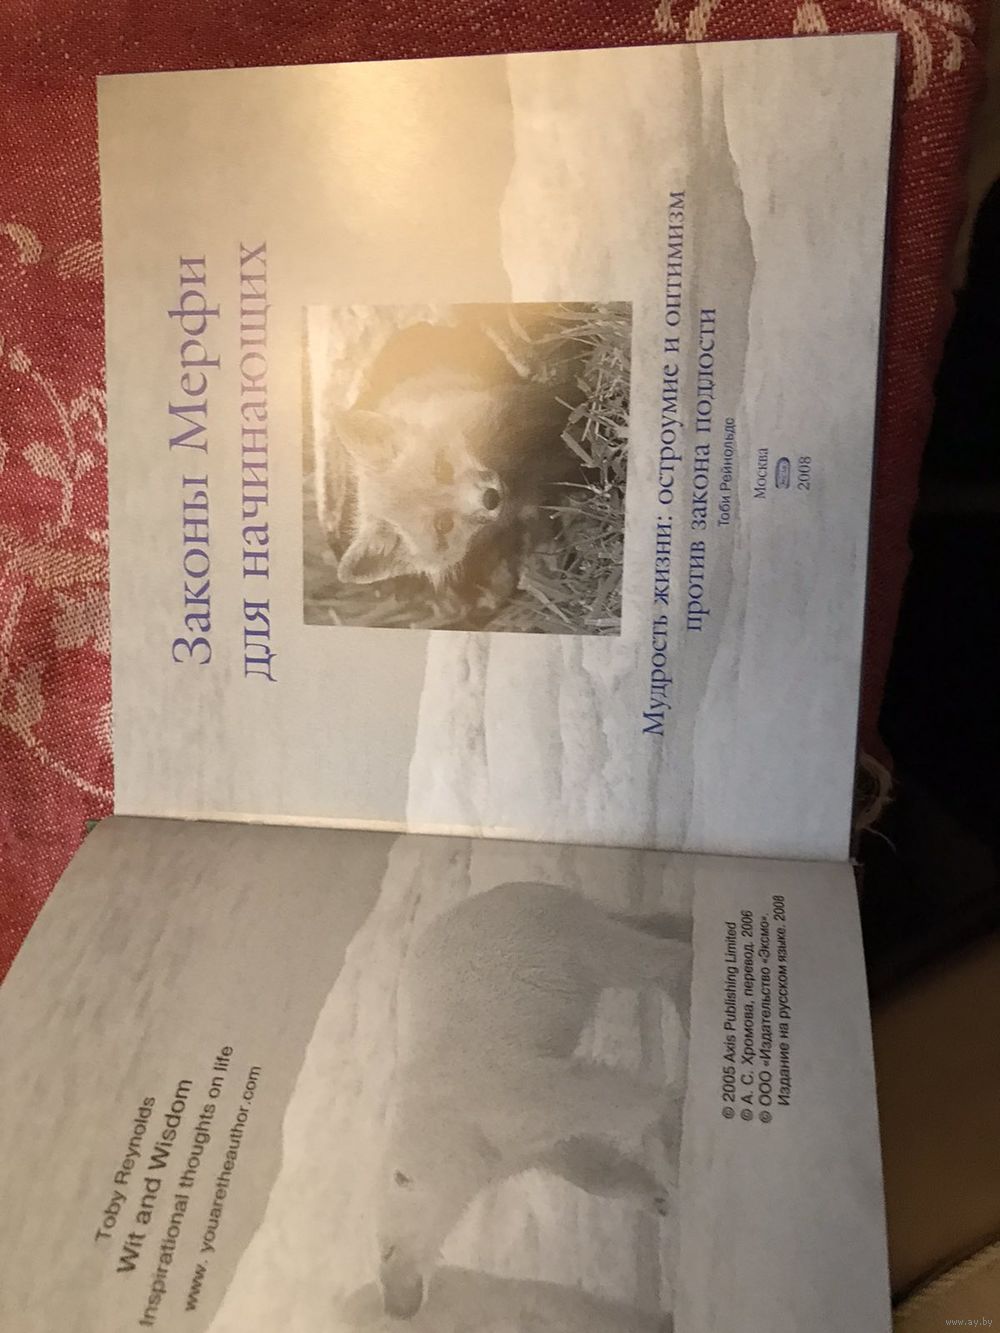 Toby Reynolds
Wit and Wisdom
Inspirational thoughts on life
www. youaretheauthor.com
© 2005 Axis Publishing Limited
© А. С. Хромова, перевод. 2006
© ООО «Издательство «Эксмо».
Издание на русском языке. 2008
Законы Мерфи
для начинающих
Мудрость жизни: остроумие и оптимизм
против закона подлости
Тоби Рейнольдс
Москва
2008
www.ay.by